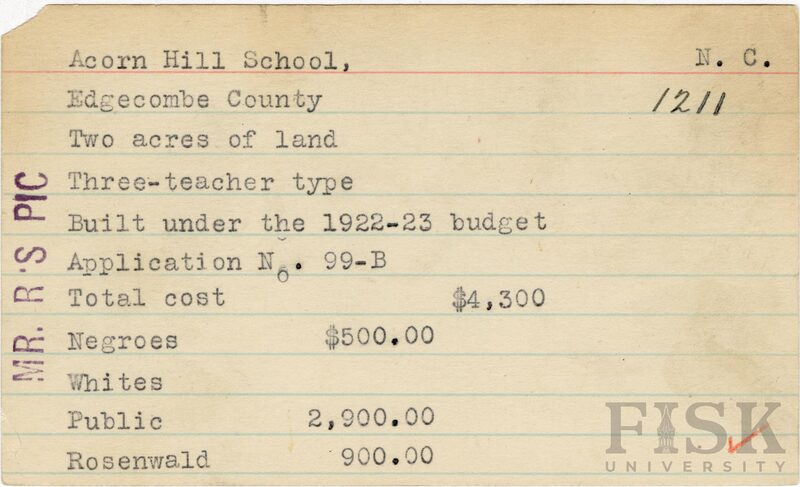 Acorn Hill School, N. C.
Edgecombe County 1211
Two acres of land
Three-teacher type
Built under the 1922-23 budget
Application No. 99-B
Total cost $4,300
Negroes $500.00
Whites
Public 2,900.00
Rosenwald 900.00
MR. R'S PIC
FISK
UNIVERSITY